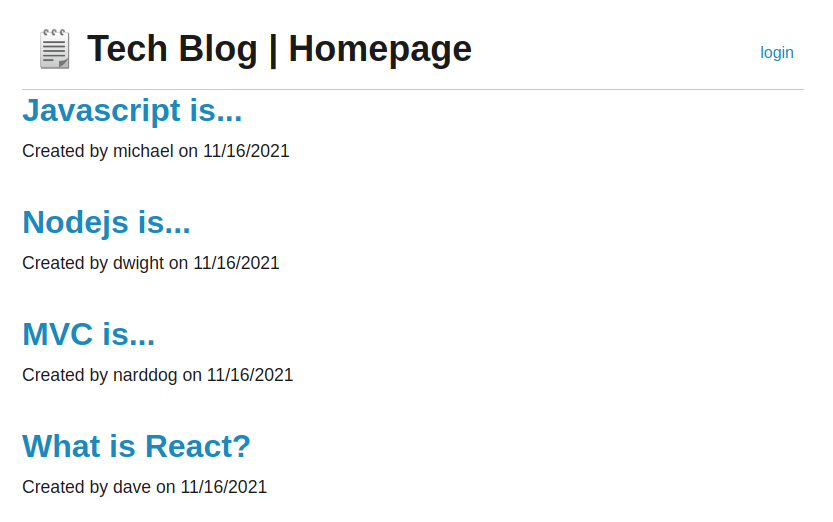 Tech Blog | Homepage
login
Javascript is...
Created by michael on 11/16/2021
Nodejs is...
Created by dwight on 11/16/2021
MVC is...
Created by narddog on 11/16/2021
What is React?
Created by dave on 11/16/2021